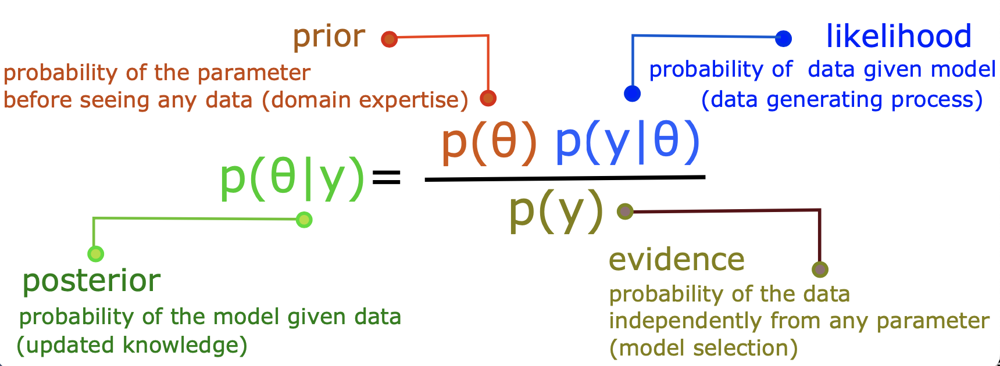 prior
probability of the parameter
before seeing any data (domain expertise)
likelihood
probability of  data given model
(data generating process)
p(θ|y)=
p(θ) p(y|θ)
p(y)
posterior
probability of the model given data
(updated knowledge)
evidence
probability of the data
independently from any parameter
(model selection)